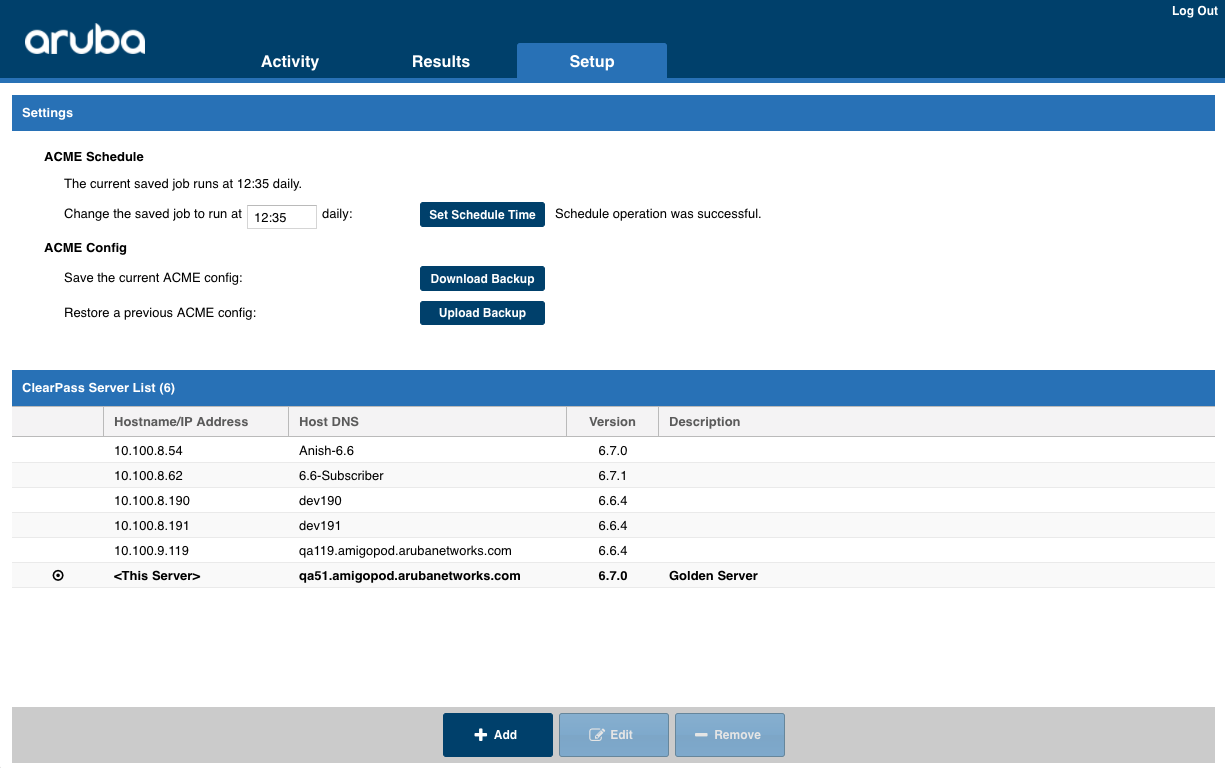 Log Out
aruba
Activity Results Setup
Settings
ACME Schedule
The current saved job runs at 12:35 daily.
Change the saved job to run at 12:35 daily: Set Schedule Time Schedule operation was successful.
ACME Config
Save the current ACME config: Download Backup
Restore a previous ACME config: Upload Backup
ClearPass Server List (6)
Hostname/IP Address Host DNS Version Description
10.100.8.54 Anish-6.6 6.7.0
10.100.8.62 6.6-Subscriber 6.7.1
10.100.8.190 dev190 6.6.4
10.100.8.191 dev191 6.6.4
10.100.9.119 qa119.amigopod.arubanetworks.com 6.6.4
<This Server> qa51.amigopod.arubanetworks.com 6.7.0 Golden Server
Add Edit Remove